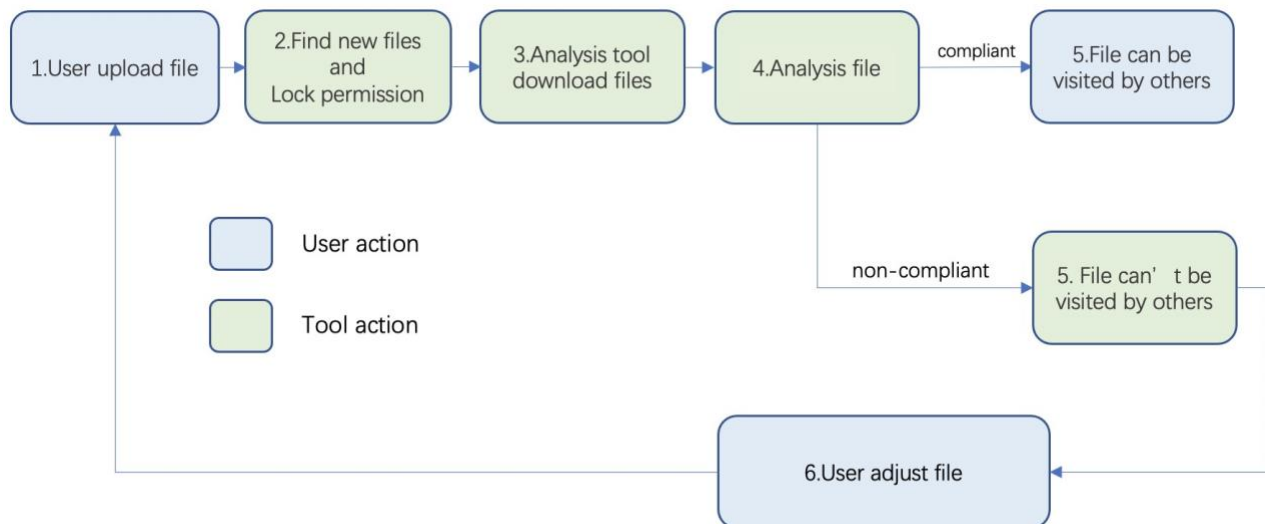 1.User upload file
2.Find new files
and
Lock permission
3.Analysis tool
download files
4.Analysis file
compliant
5.File can be
visited by others
User action
Tool action
non-compliant
5. File can' t be
visited by others
6.User adjust file